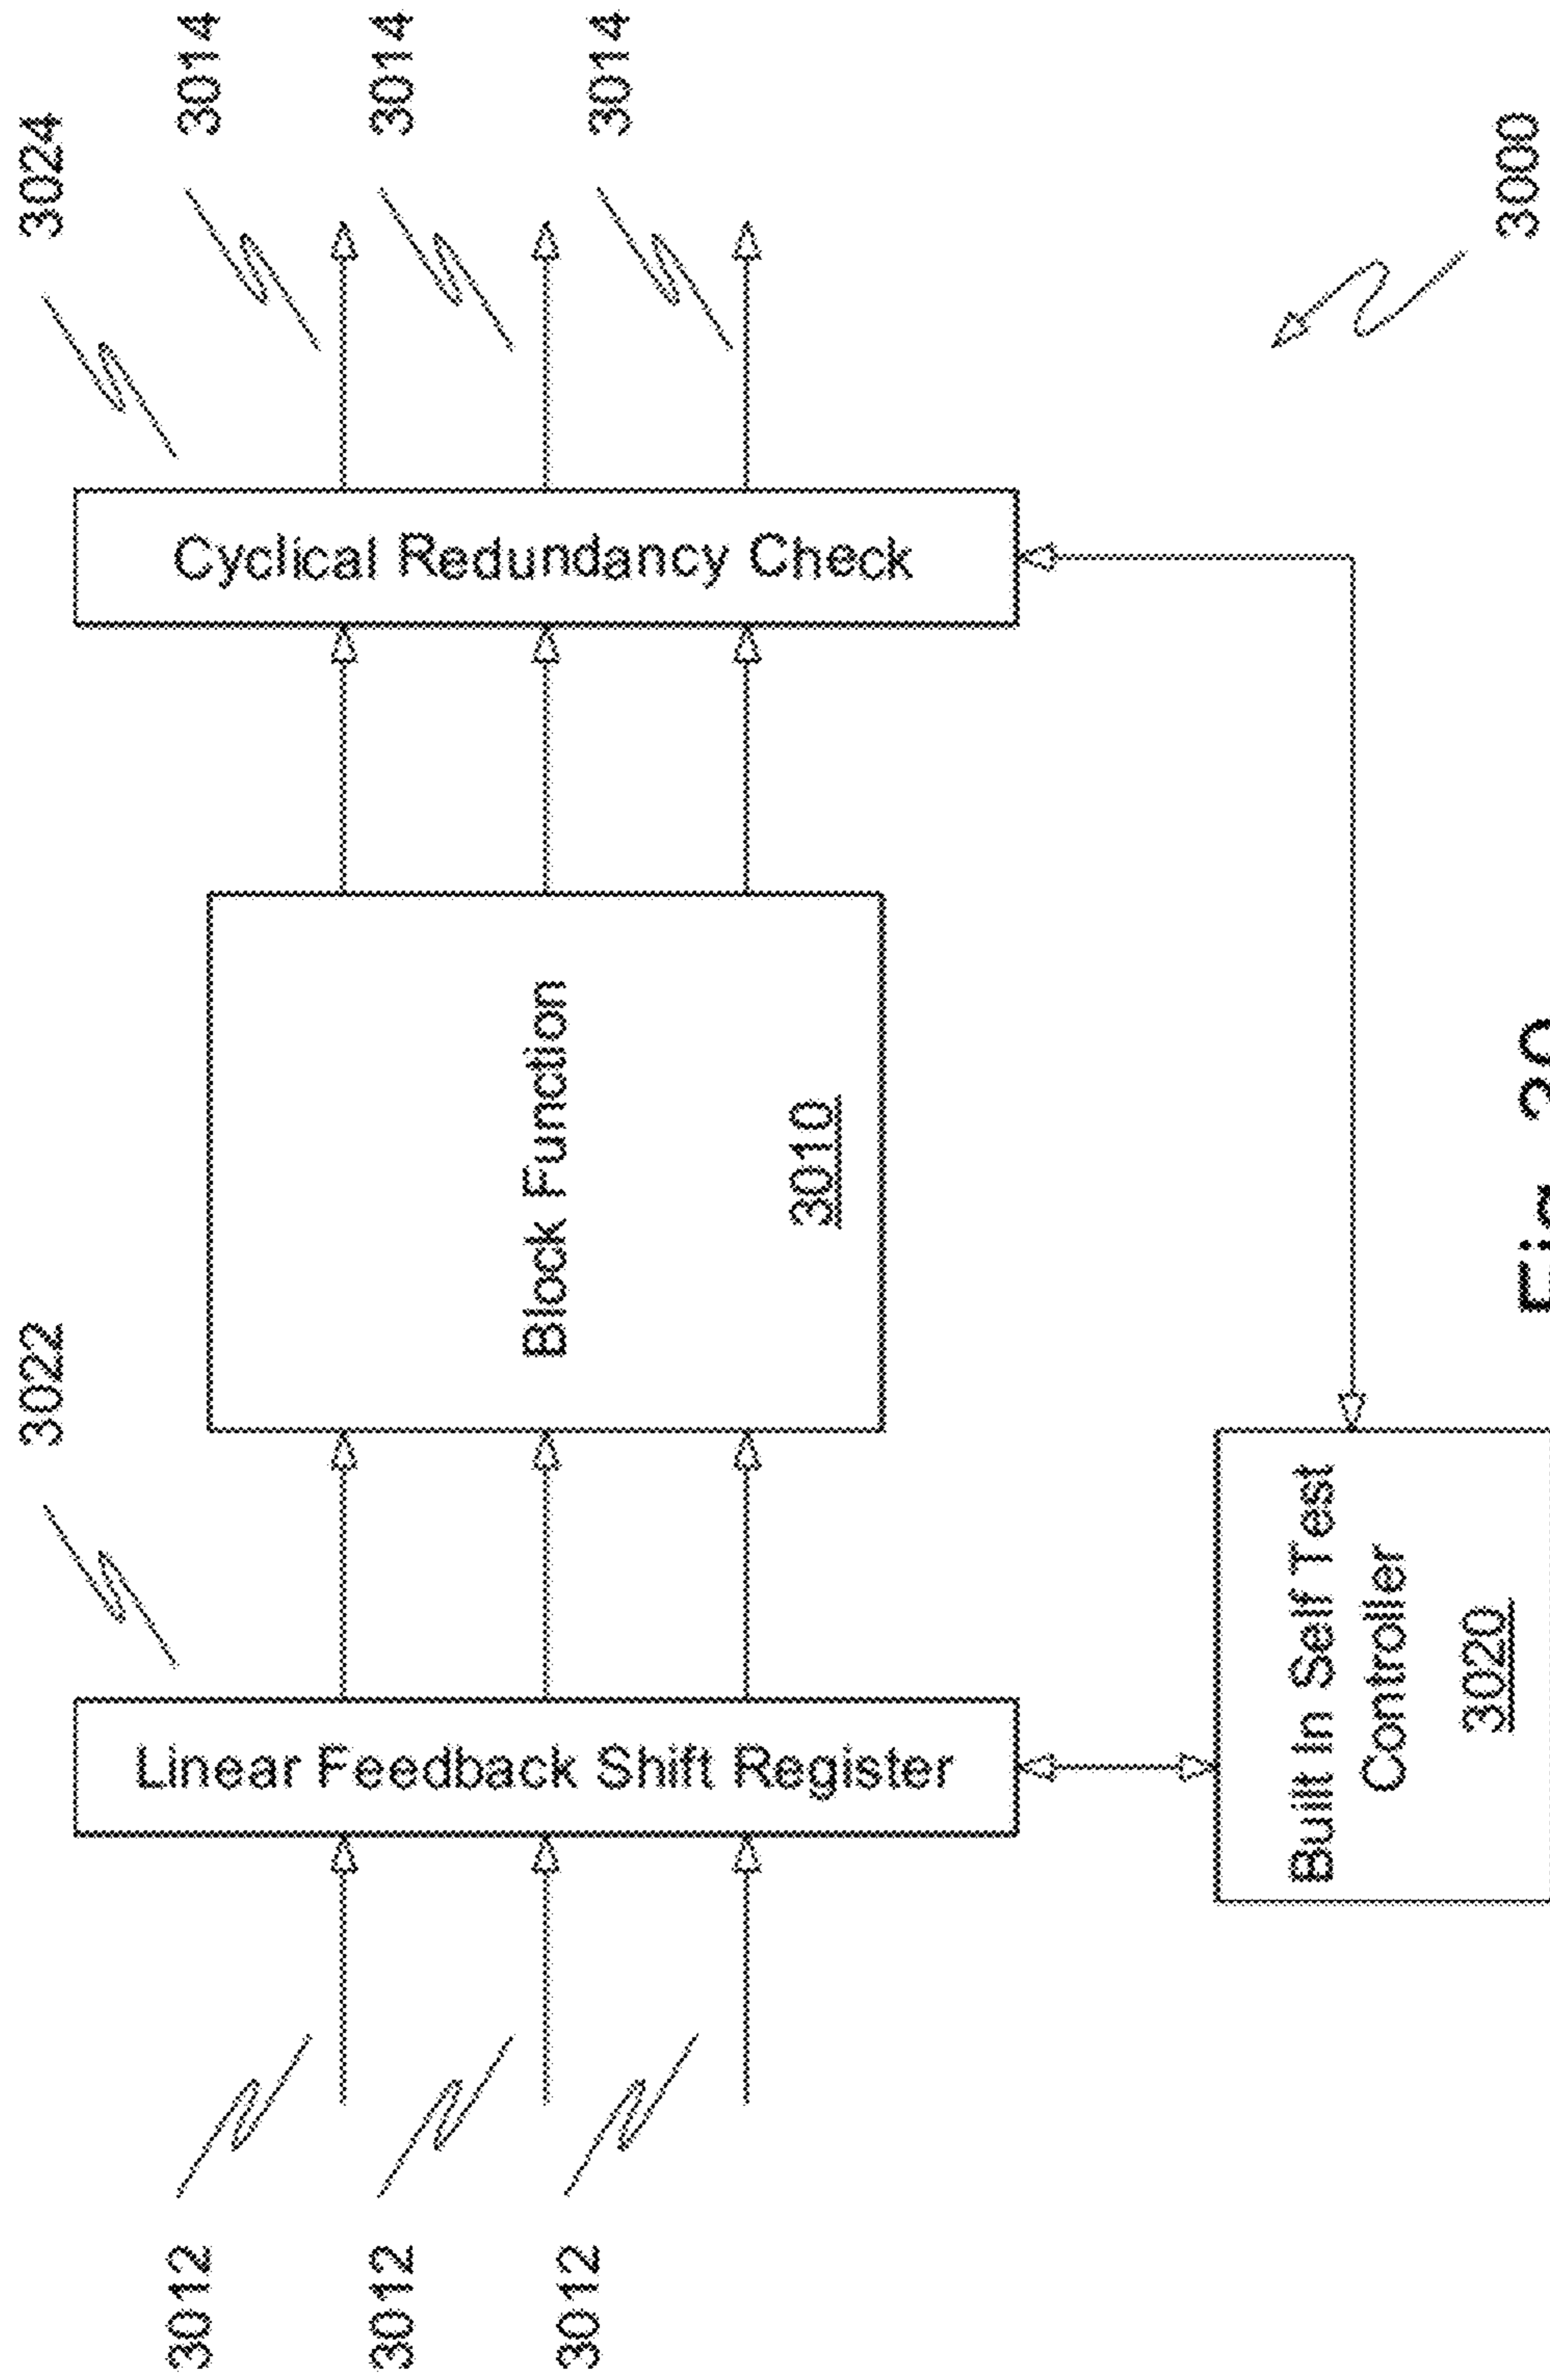 3022
3024
3012
3014
3012
3014
3012
3014
Linear Feedback Shift Register
Block Function
3010
Cyclical Redundancy Check
Built In Self Test
Controller
3020
3000
Fig.